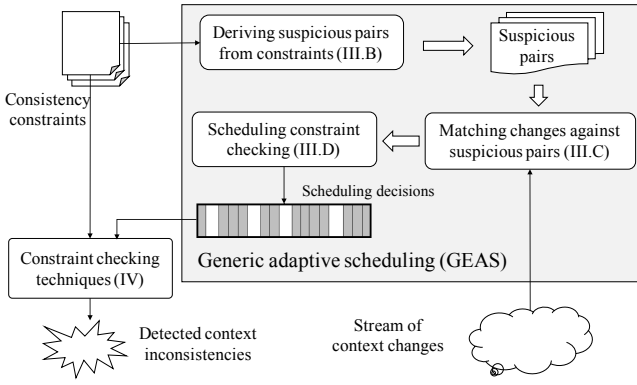 Deriving suspicious pairs
from constraints (III.B)
Suspicious
pairs
Consistency
constraints
Scheduling constraint
checking (III.D)
Matching changes against
suspicious pairs (III.C)
Scheduling decisions
Constraint checking
techniques (IV)
Generic adaptive scheduling (GEAS)
Detected context
inconsistencies
Stream of
context changes